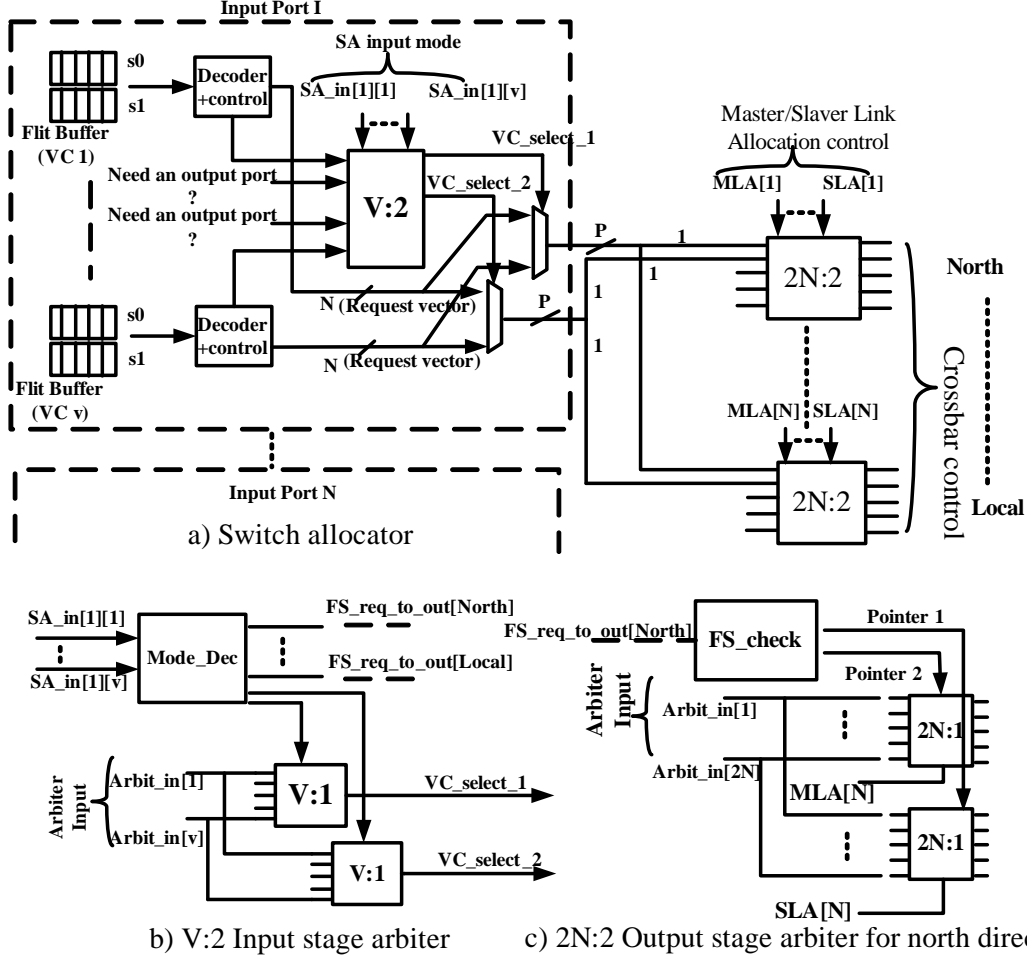 Input Port I
s0
s1
Flit Buffer
(VC 1)
Decoder
+control
SA input mode
SA_in[1][1]
SA_in[1][v]
Need an output port
?
Need an output port
?
V:2
VC_select_1
VC_select_2
N
(Request vector)
N
(Request vector)
s0
s1
Flit Buffer
(VC v)
Decoder
+control
P
P
1
1
1
1
Master/Slaver Link
Allocation control
MLA[1]
SLA[1]
2N:2
North
MLA[N]
SLA[N]
2N:2
Local
Crossbar control
Input Port N
a) Switch allocator
SA_in[1][1]
SA_in[1][v]
Mode_Dec
FS_req_to_out[North]
FS_req_to_out[Local]
Arbiter
Input
Arbit_in[1]
Arbit_in[v]
V:1
V:1
VC_select_1
VC_select_2
b) V:2 Input stage arbiter
FS_req_to_out[North]
FS_check
Pointer 1
Pointer 2
Arbiter
Input
Arbit_in[1]
Arbit_in[2N]
2N:1
MLA[N]
2N:1
SLA[N]
c) 2N:2 Output stage arbiter for north dire